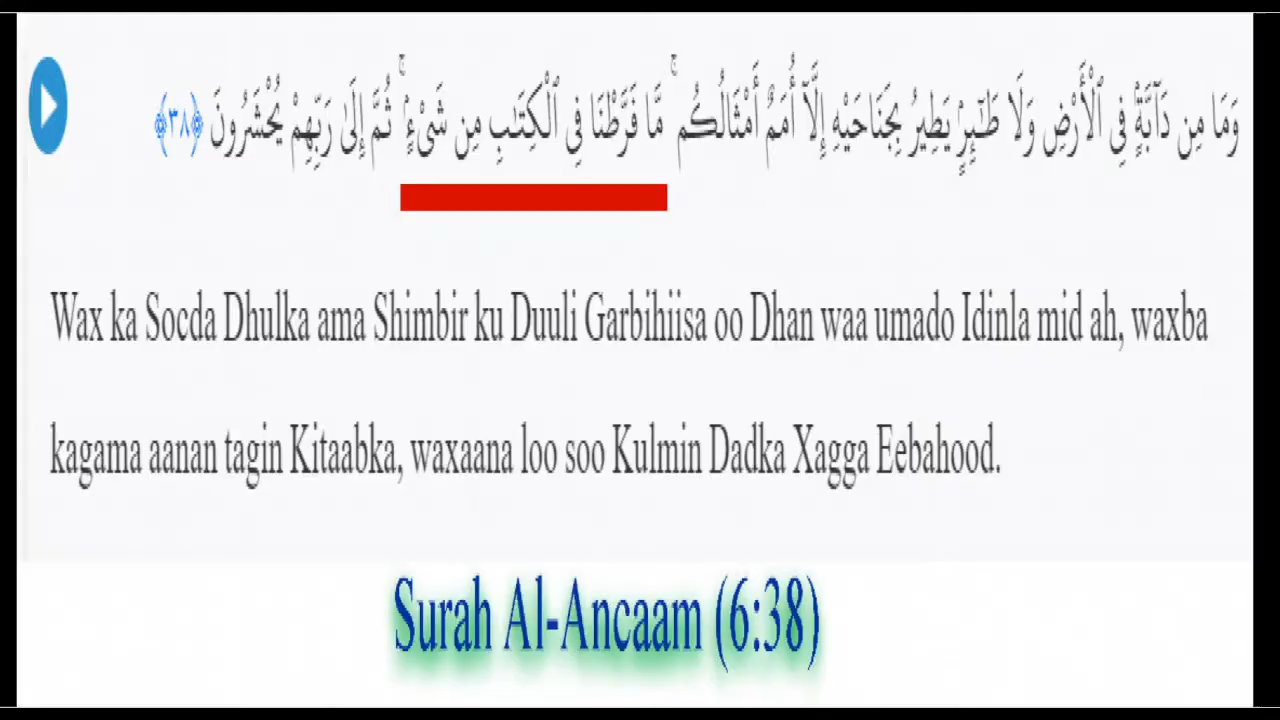 وَمَا مِن دَآبَّةٍ فِي ٱلْأَرْضِ وَلَا طَـٰٓئِرٍ يَطِيرُ بِجَنَاحَيْهِ إِلَّآ أُمَمٌ أَمْثَالُكُم ۚ مَّا فَرَّطْنَا فِي ٱلْكِتَـٰبِ مِن شَىْءٍ ۚ ثُمَّ إِلَىٰ رَبِّهِمْ يُحْشَرُونَ ﴿٣٨﴾
Wax ka Socda Dhulka ama Shimbir ku Duuli Garbihiisa oo Dhan waa umado Idinla mid ah, waxba
kagama aanan tagin Kitaabka, waxaana loo soo Kulmin Dadka Xagga Eebahood.
Surah Al-Ancaam (6:38)